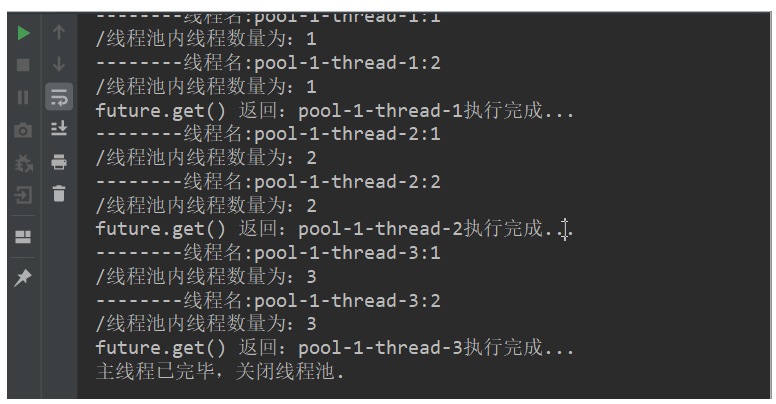 --------线程名:pool-1-thread-1:1
/线程池内线程数量为：1
--------线程名:pool-1-thread-1:2
/线程池内线程数量为：1
future.get() 返回：pool-1-thread-1执行完成...
--------线程名:pool-1-thread-2:1
/线程池内线程数量为：2
--------线程名:pool-1-thread-2:2
/线程池内线程数量为：2
future.get() 返回：pool-1-thread-2执行完成...
--------线程名:pool-1-thread-3:1
/线程池内线程数量为：3
--------线程名:pool-1-thread-3:2
/线程池内线程数量为：3
future.get() 返回：pool-1-thread-3执行完成...
主线程已完毕，关闭线程池.